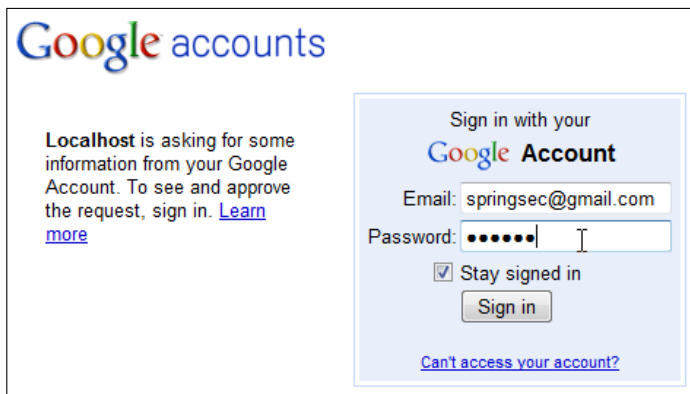 Google accounts
Localhost is asking for some
information from your Google
Account. To see and approve
the request, sign in. Learn
more
Sign in with your
Google Account
Email: springsec@gmail.com
Password: ••••••
Stay signed in
Sign in
Can't access your account?